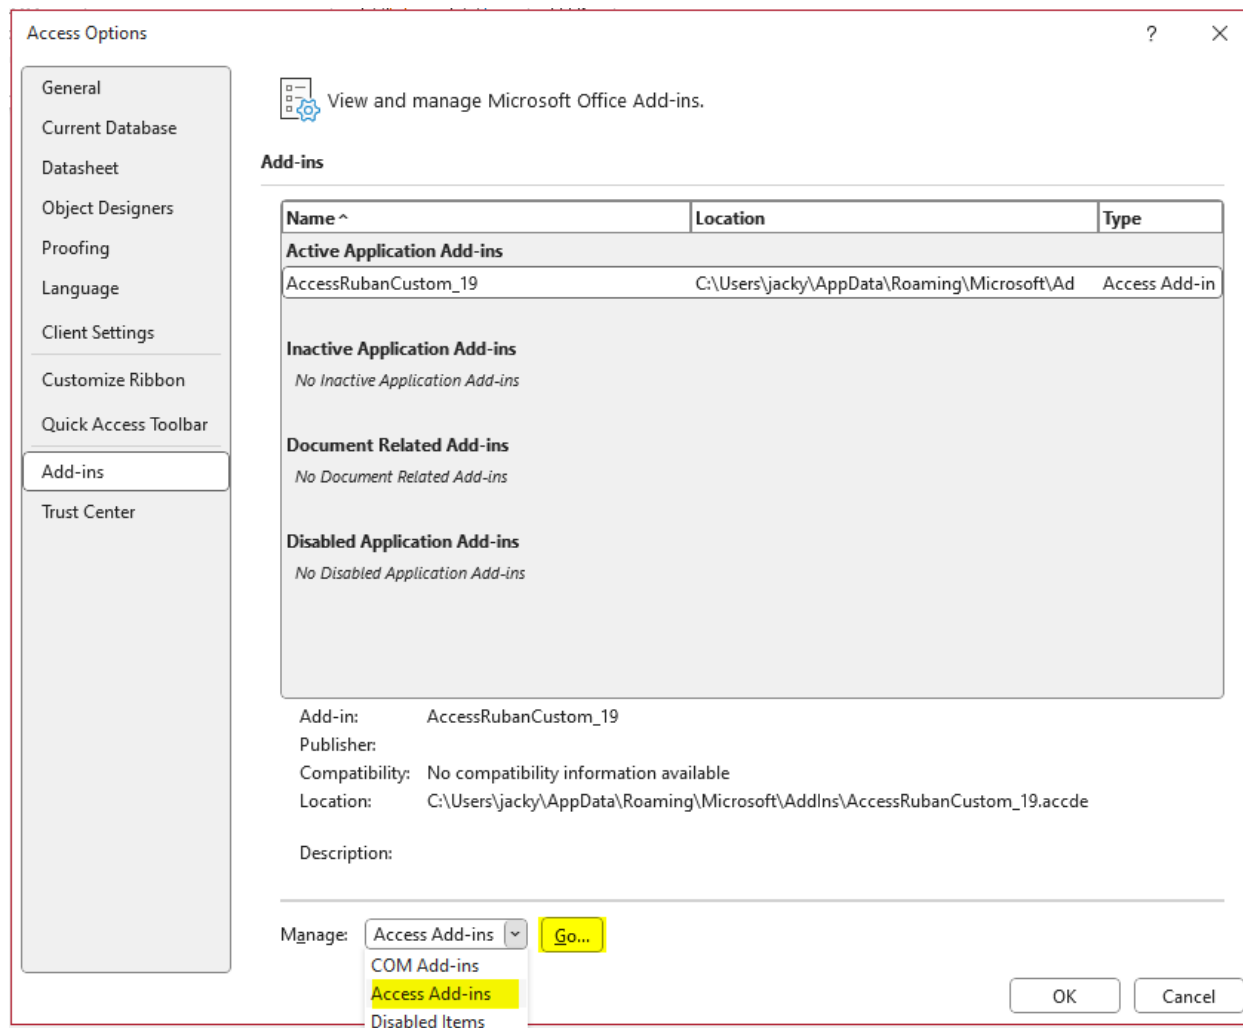 Access Options
?
General
Current Database
Datasheet
Object Designers
Proofing
Language
Client Settings
Customize Ribbon
Quick Access Toolbar
Add-ins
Trust Center
View and manage Microsoft Office Add-ins.
Add-ins
Name Location Type
Active Application Add-ins
AccessRubanCustom_19 C:\Users\jacky\AppData\Roaming\Microsoft\Ad Access Add-in
Inactive Application Add-ins
No Inactive Application Add-ins
Document Related Add-ins
No Document Related Add-ins
Disabled Application Add-ins
No Disabled Application Add-ins
Add-in: AccessRubanCustom_19
Publisher:
Compatibility: No compatibility information available
Location: C:\Users\jacky\AppData\Roaming\Microsoft\AddIns\AccessRubanCustom_19.accde
Description:
Manage: Access Add-ins Go...
COM Add-ins
Access Add-ins
Disabled Items
OK Cancel